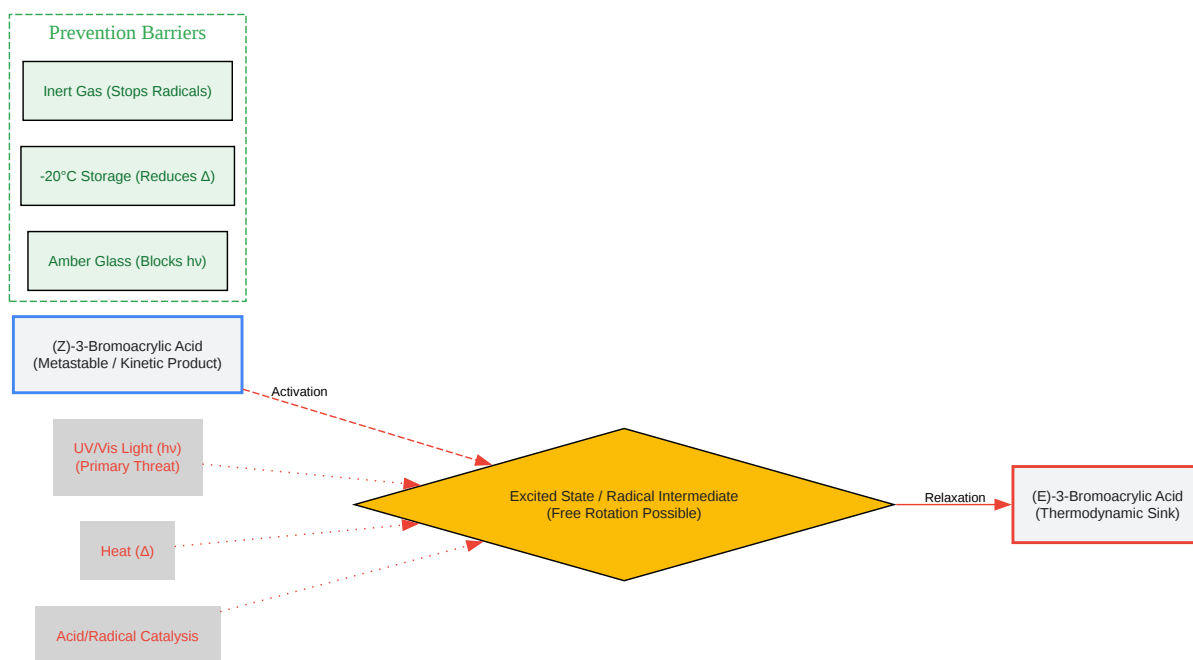 Prevention Barriers
Inert Gas (Stops Radicals)
-20°C Storage (Reduces Δ)
Amber Glass (Blocks hν)
(Z)-3-Bromoacrylic Acid
(Metastable / Kinetic Product)
Activation
UV/Vis Light (hν)
(Primary Threat)
Heat (Δ)
Acid/Radical Catalysis
Excited State / Radical Intermediate
(Free Rotation Possible)
Relaxation
(E)-3-Bromoacrylic Acid
(Thermodynamic Sink)